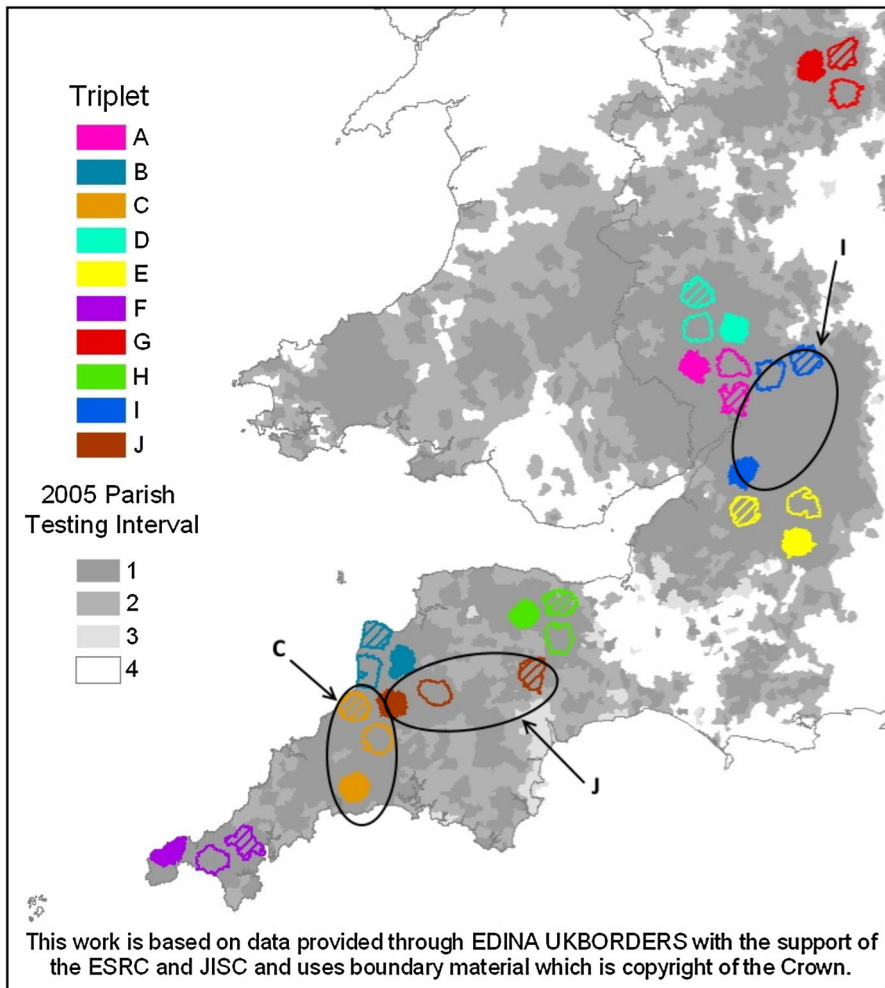 Triplet
A
B
C
D
E
F
G
H
I
J
2005 Parish
Testing Interval
1
2
3
4
I
C
J
This work is based on data provided through EDINA UKBORDERS with the support of
the ESRC and JISC and uses boundary material which is copyright of the Crown.